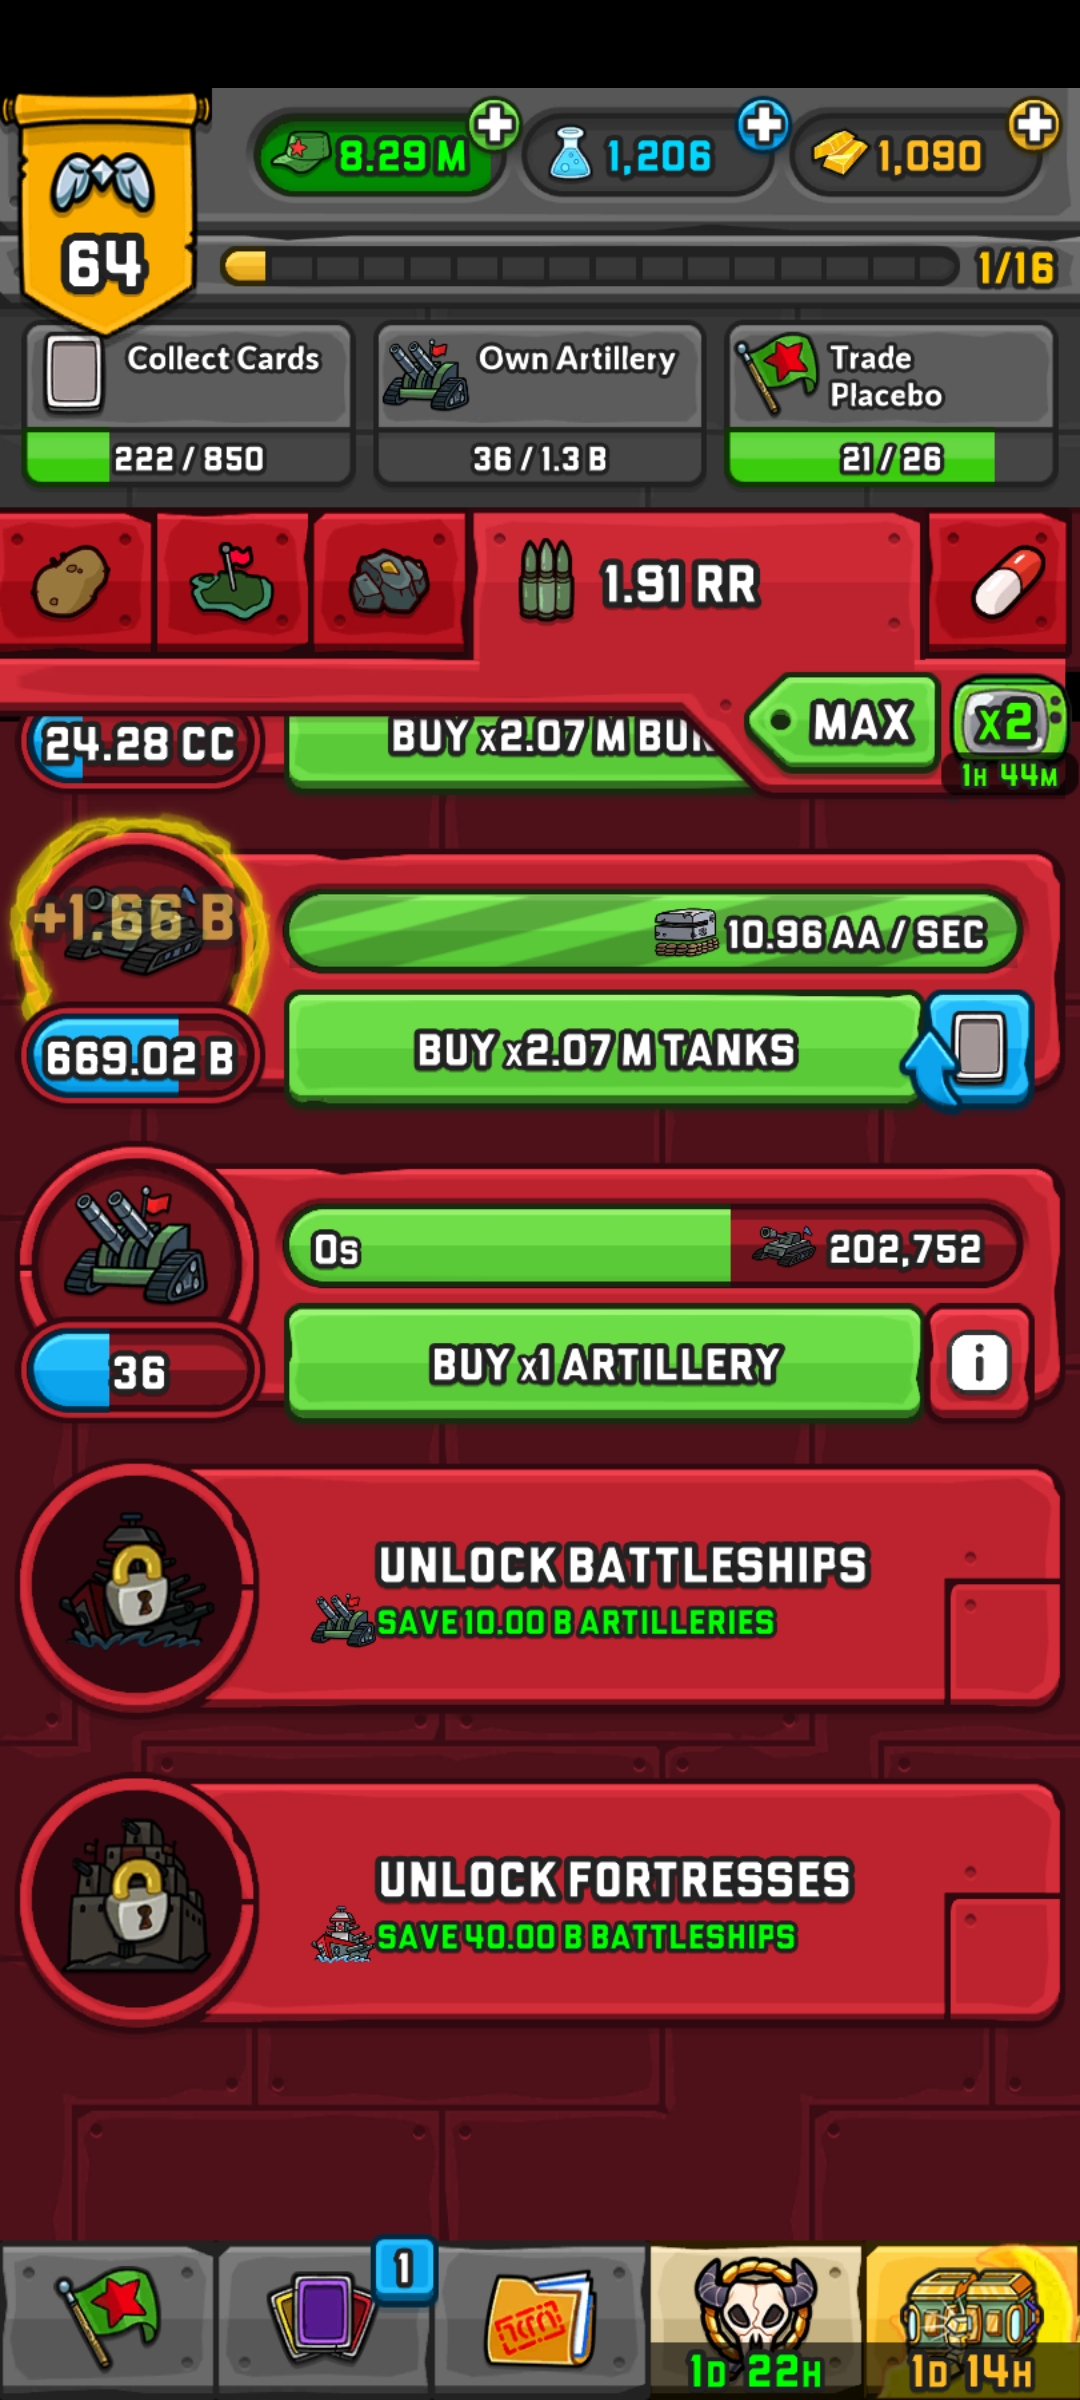 64
8.29 M
1,206
1,090
1/16
Collect Cards
222 / 850
Own Artillery
36 / 1.3 B
Trade
Placebo
21 / 26
1.91 RR
MAX
x2
1H 44M
24.28 CC
BUY x2.07 M
+1.66 B
10.96 AA / SEC
669.02 B
BUY x2.07 M TANKS
0s
202,752
36
BUY x1 ARTILLERY
i
UNLOCK BATTLESHIPS
SAVE 10.00 B ARTILLERIES
UNLOCK FORTRESSES
SAVE 40.00 B BATTLESHIPS
1
1D 22H
1D 14H